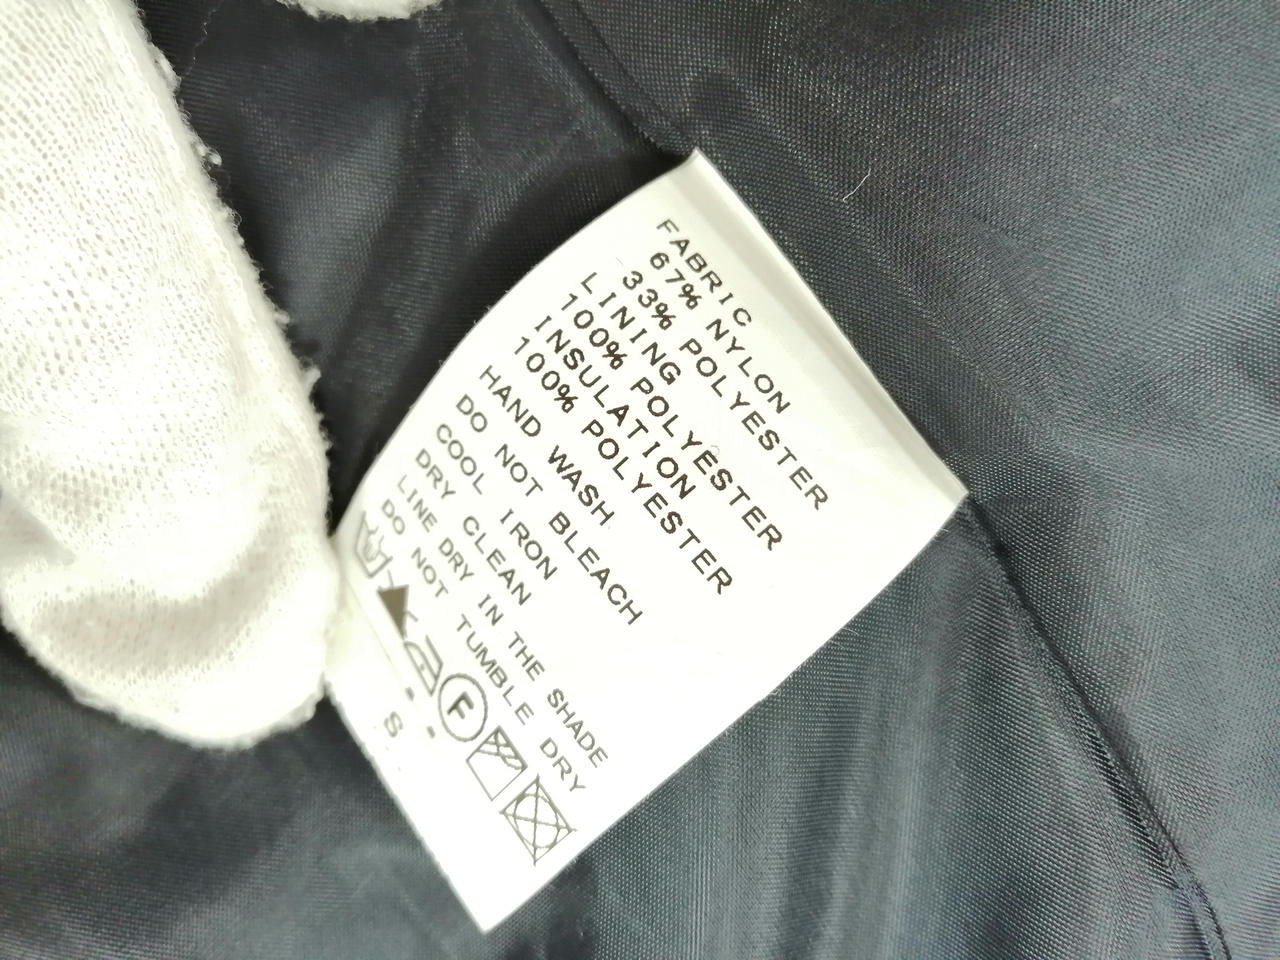 FABRIC
67% NYLON
33% POLYESTER
LINING
100% POLYESTER
INSULATION
100% POLYESTER
HAND WASH
DO NOT BLEACH
COOL IRON
DRY CLEAN
LINE DRY IN THE SHADE
DO NOT TUMBLE DRY
F
S